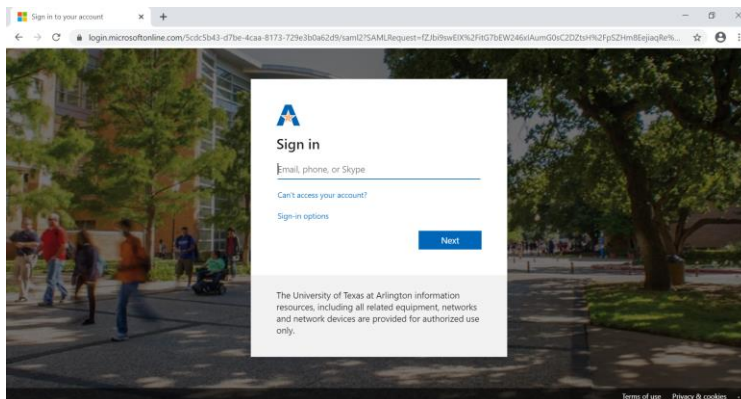 Sign in to your account
login.microsoftonline.com/5cdc5b43-d7be-4caa-8173-729e3b0a62d9/saml2?SAMLRequest=fZJbi9swEIX%2FitG7bEW246xIAumG0sC2DZtsH%2FpSZHm8EejiaqRe%...
Sign in
Email, phone, or Skype
Can't access your account?
Sign-in options
Next
The University of Texas at Arlington information
resources, including all related equipment, networks
and network devices are provided for authorized use
only.
Terms of use Privacy & cookies